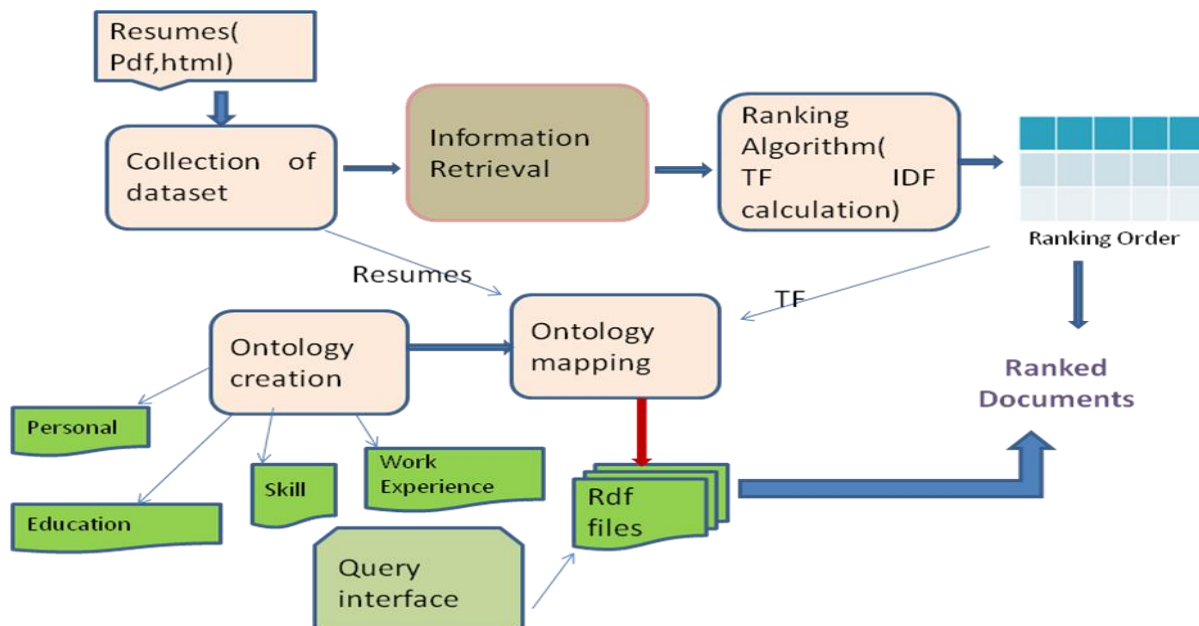 Resumes(
Pdf,html)
Collection of
dataset
Information
Retrieval
Ranking
Algorithm(
TF IDF
calculation)
Ranking Order
Resumes
TF
Ontology
creation
Ontology
mapping
Ranked
Documents
Personal
Education
Skill
Work
Experience
Rdf
files
Query
interface